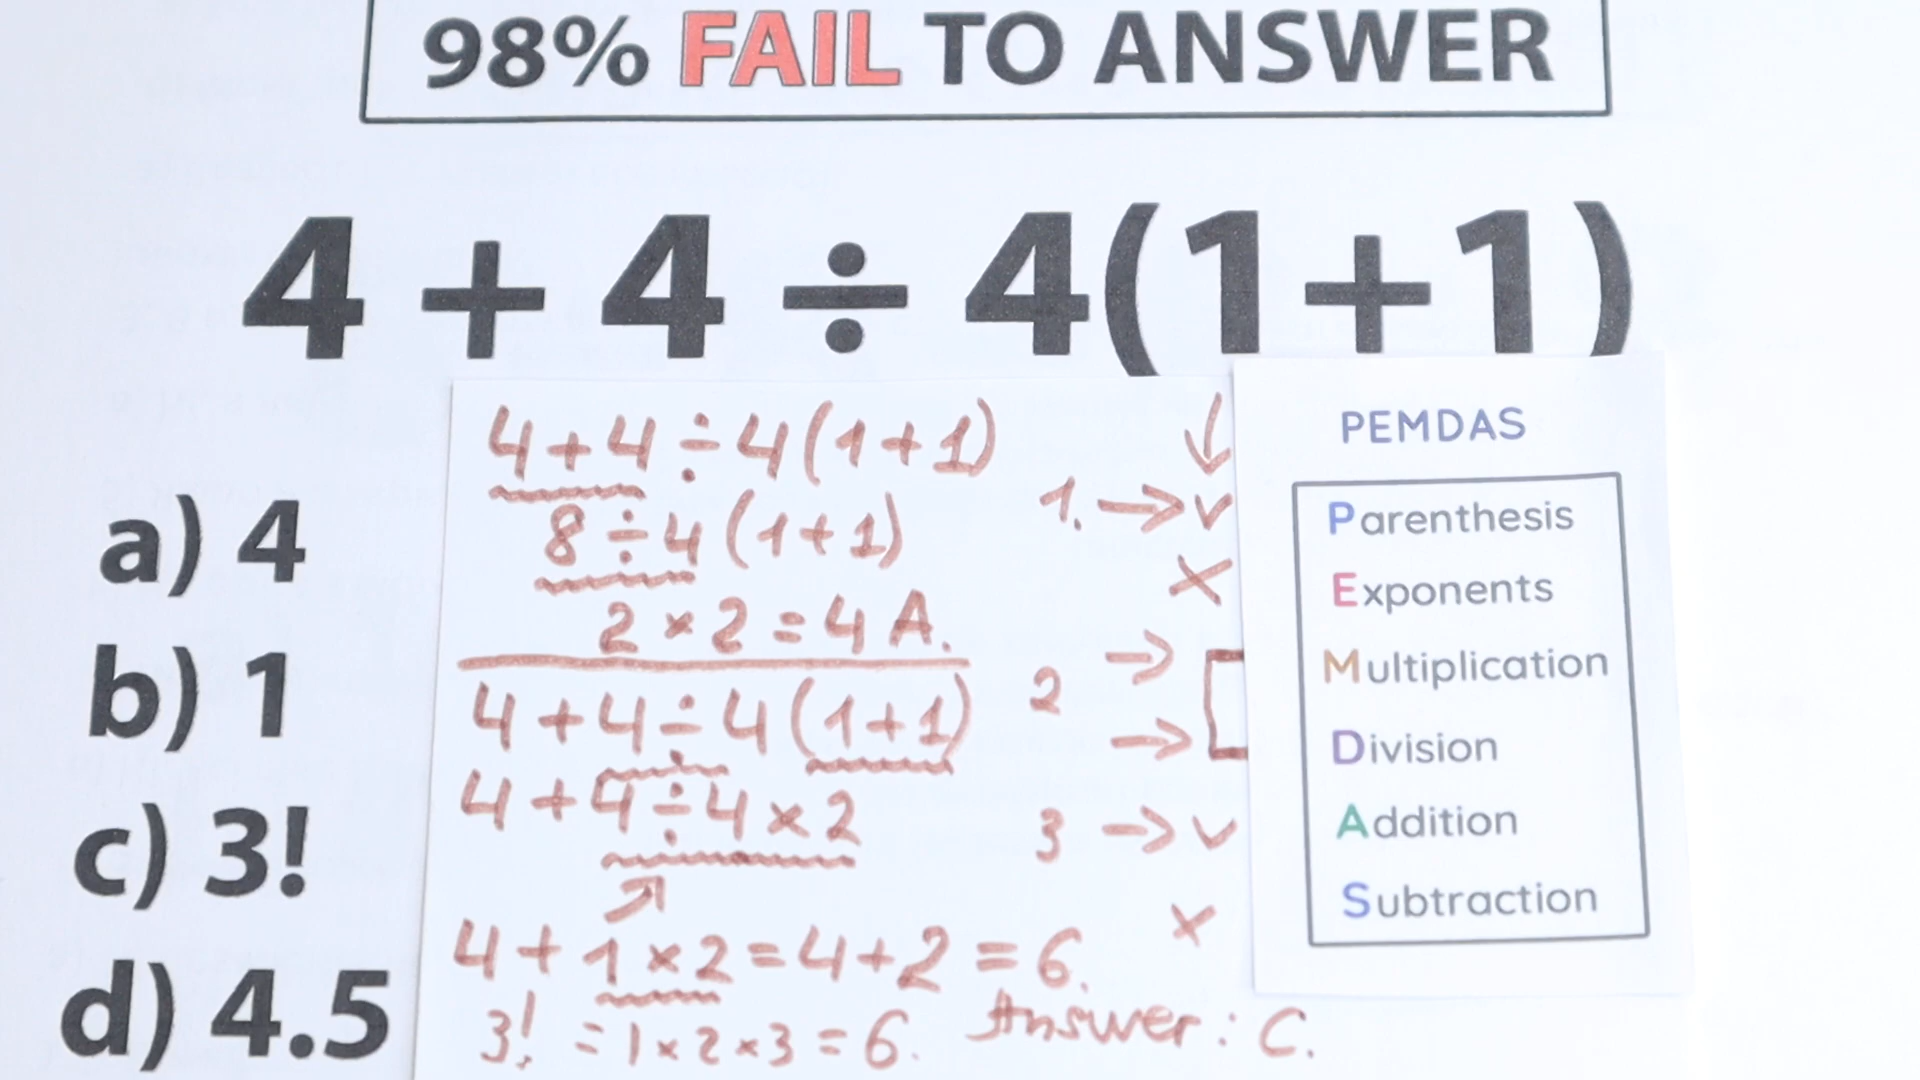 98% FAIL TO ANSWER
4 + 4 ÷ 4(1+1)
a) 4
b) 1
c) 3!
d) 4.5
4+4÷4(1+1)
8÷4(1+1)
2×2=4 A.
4+4÷4(1+1)
4+4÷4×2
4+1×2=4+2=6.
3! =1×2×3=6. Answer: C.
1.
2
3
PEMDAS
Parenthesis
Exponents
Multiplication
Division
Addition
Subtraction